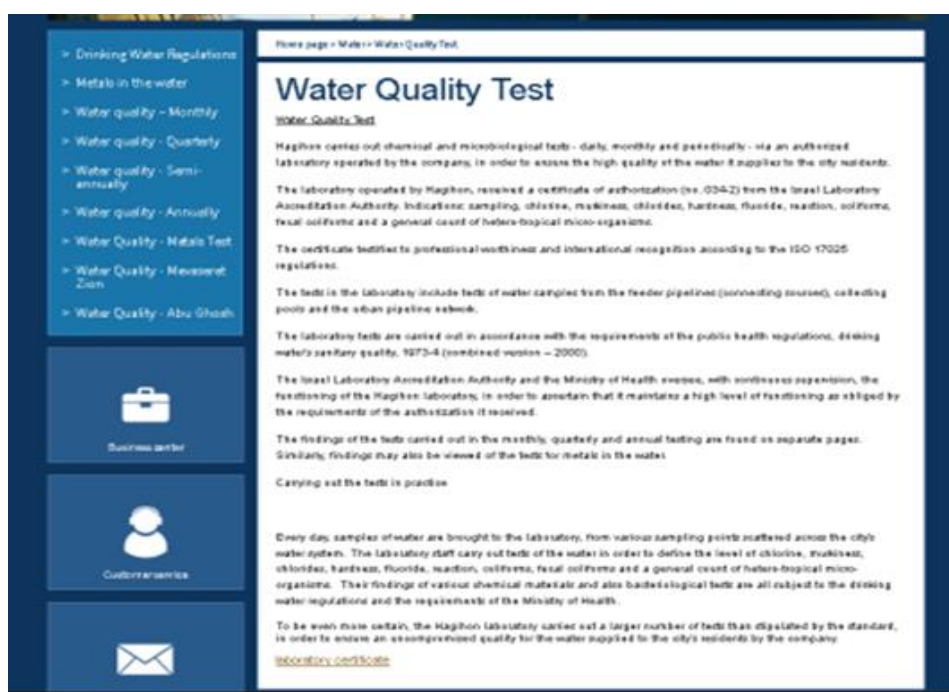 > Drinking Water Regulations
> Metals in the water
> Water quality – Monthly
> Water quality - Quarterly
> Water quality - Semi-
annually
> Water quality - Annually
> Water Quality - Metals Test
> Water Quality - Mevaseret
Zion
> Water Quality - Abu Ghosh
Business center
Customer service
Home page > Water > Water Quality Test
Water Quality Test
Water Quality Test
Hagihon carries out chemical and microbiological tests - daily, monthly and periodically - via an authorized
laboratory operated by the company, in order to ensure the high quality of the water it supplies to the city residents.
The laboratory operated by Hagihon, received a certificate of authorization (no. 034-2) from the Israel Laboratory
Accreditation Authority. Indications: sampling, chlorine, murkiness, chlorides, hardness, fluoride, reaction, coliforms,
fecal coliforms and a general count of hetero-tropical micro-organisms.
The certificate testifies to professional worthiness and international recognition according to the ISO 17025
regulations.
The tests in the laboratory include tests of water samples from the feeder pipelines (connecting sources), collecting
pools and the urban pipeline network.
The laboratory tests are carried out in accordance with the requirements of the public health regulations, drinking
water's sanitary quality, 1973-4 (combined version – 2000).
The Israel Laboratory Accreditation Authority and the Ministry of Health oversee, with continuous supervision, the
functioning of the Hagihon laboratory, in order to ascertain that it maintains a high level of functioning as obliged by
the requirements of the authorization it received.
The findings of the tests carried out in the monthly, quarterly and annual testing are found on separate pages.
Similarly, findings may also be viewed of the tests for metals in the water.
Carrying out the tests in practice
Every day, samples of water are brought to the laboratory, from various sampling points scattered across the city's
water system. The laboratory staff carry out tests of the water in order to define the level of chlorine, murkiness,
chlorides, hardness, fluoride, reaction, coliforms, fecal coliforms and a general count of hetero-tropical micro-
organisms. Their findings of various chemical materials and also bacteriological tests are all subject to the drinking
water regulations and the requirements of the Ministry of Health.
To be even more certain, the Hagihon laboratory carries out a larger number of tests than stipulated by the standard,
in order to ensure an uncompromised quality for the water supplied to the city's residents by the company.
laboratory certificate